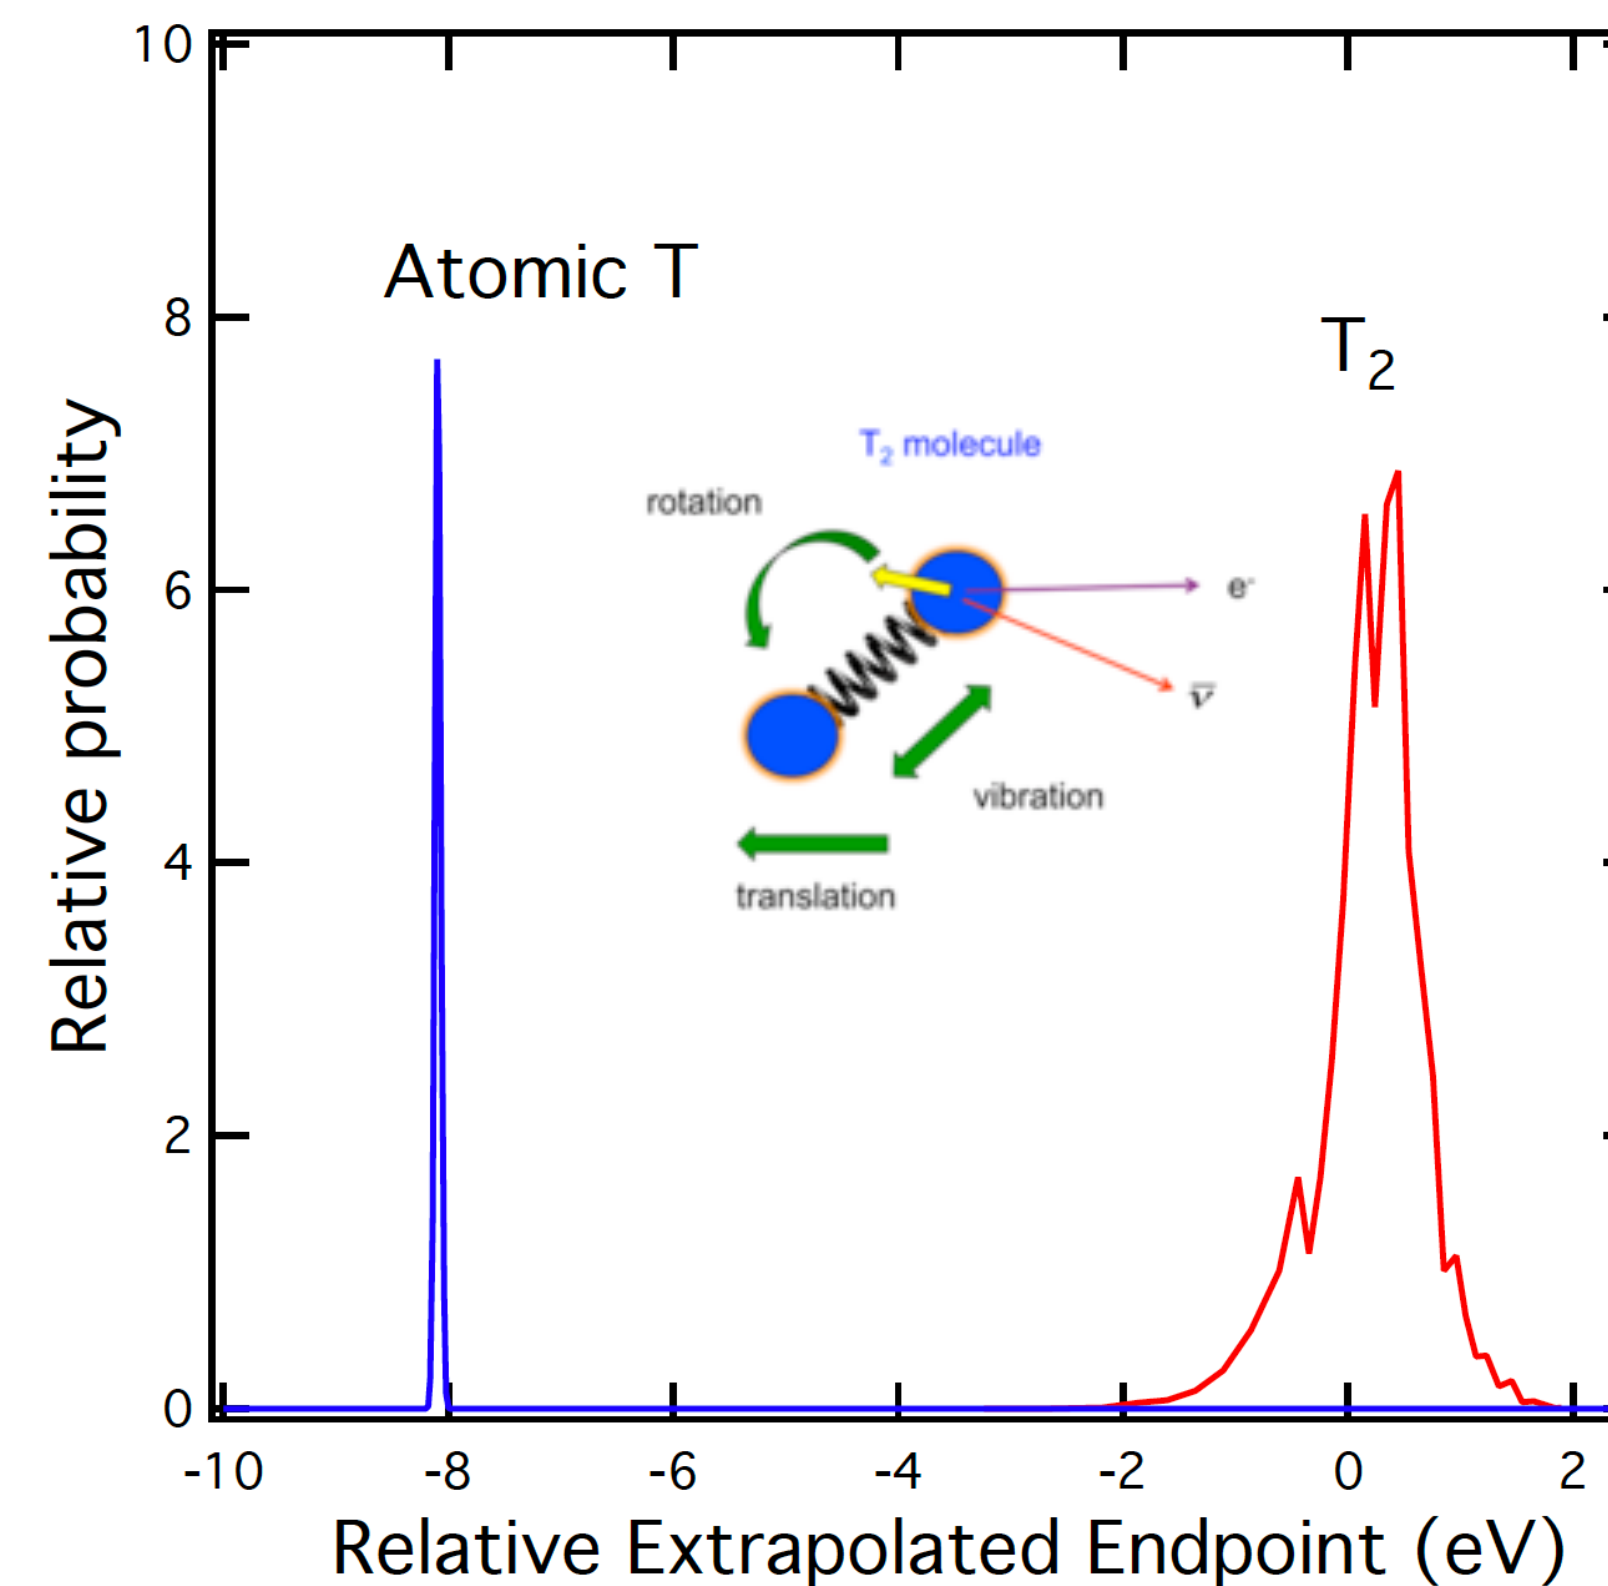 10
8
6
4
2
0
Relative probability
Atomic T
T₂
T₂ molecule
rotation
e⁻
ν̅
vibration
translation
-10 -8 -6 -4 -2 0 2
Relative Extrapolated Endpoint (eV)